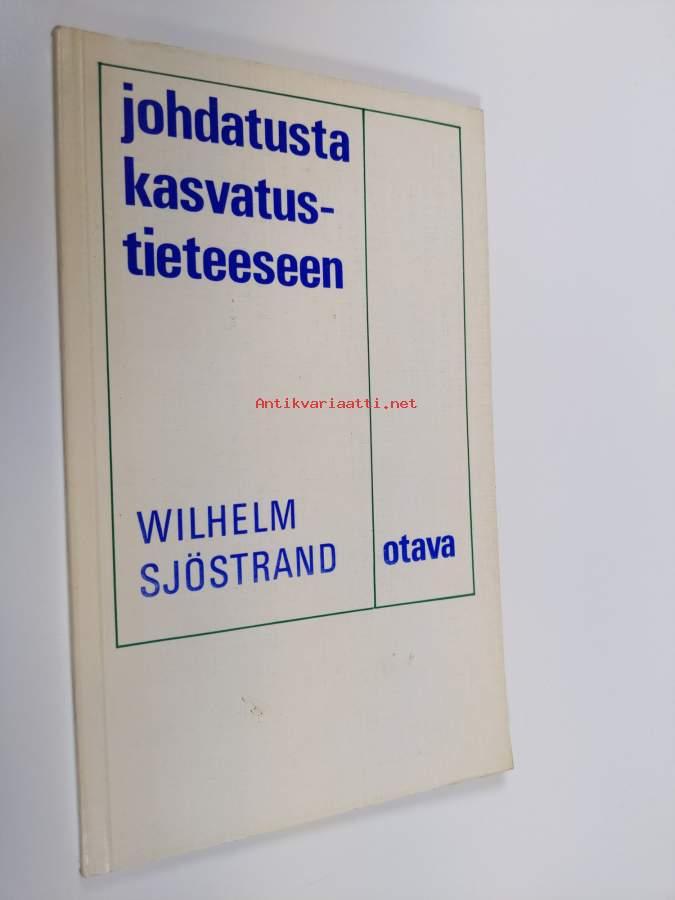 johdatusta
kasvatus-
tieteeseen
Antikvariaatti.net
WILHELM
SJÖSTRAND
otava